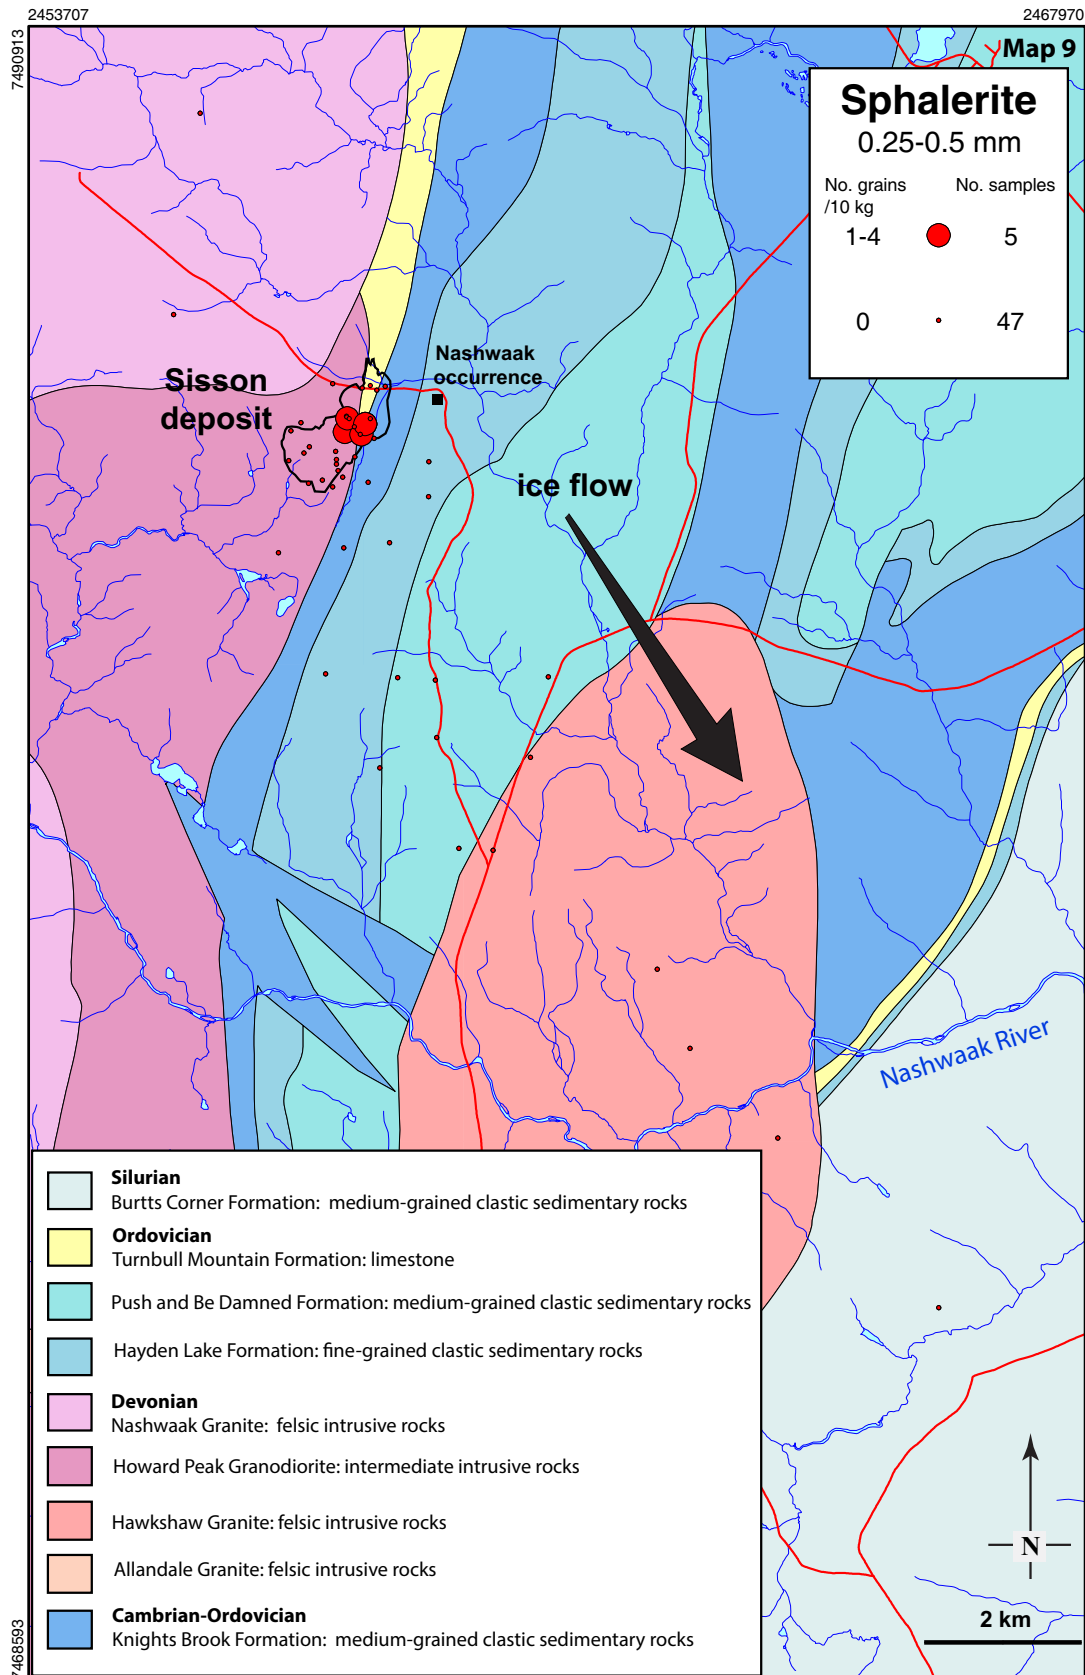 2453707
2467970
7490913
Map 9
Sphalerite
0.25-0.5 mm
No. grains
/10 kg
No. samples
1-4
5
0
47
Nashwaak
occurrence
Sisson
deposit
ice flow
Nashwaak River
Silurian
Burtts Corner Formation: medium-grained clastic sedimentary rocks
Ordovician
Turnbull Mountain Formation: limestone
Push and Be Damned Formation: medium-grained clastic sedimentary rocks
Hayden Lake Formation: fine-grained clastic sedimentary rocks
Devonian
Nashwaak Granite: felsic intrusive rocks
Howard Peak Granodiorite: intermediate intrusive rocks
Hawkshaw Granite: felsic intrusive rocks
Allandale Granite: felsic intrusive rocks
Cambrian-Ordovician
Knights Brook Formation: medium-grained clastic sedimentary rocks
N
2 km
7468593